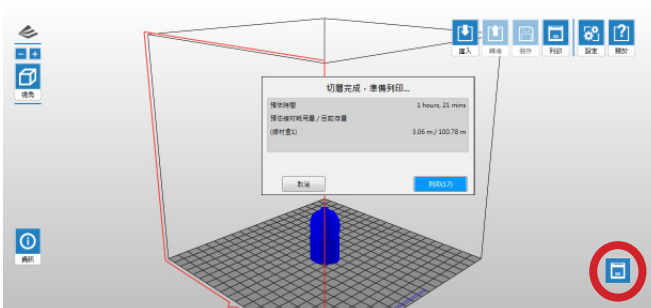 匯入
轉檔
儲存
列印
設定
關於
視角
切層完成，準備列印...
預估時間 1 hours, 21 mins
預估線材耗用量 / 目前存量
(線材盒1) 3.06 m / 100.78 m
取消
列印(17)
資訊